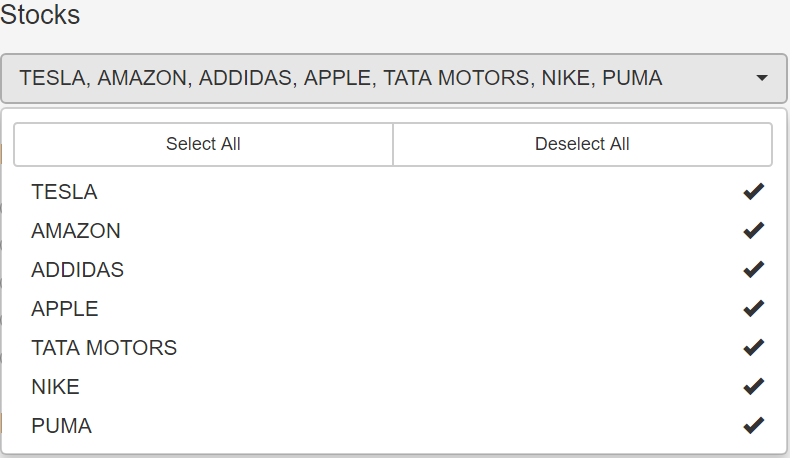 Stocks
TESLA, AMAZON, ADDIDAS, APPLE, TATA MOTORS, NIKE, PUMA
Select All
Deselect All
TESLA
AMAZON
ADDIDAS
APPLE
TATA MOTORS
NIKE
PUMA